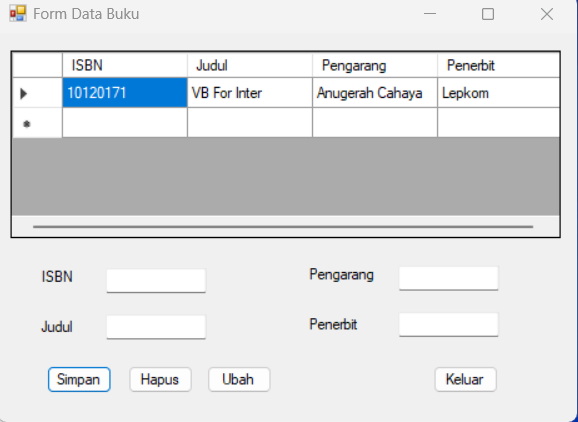 Form Data Buku
ISBN Judul Pengarang Penerbit
10120171 VB For Inter Anugerah Cahaya Lepkom
ISBN Pengarang
Judul Penerbit
Simpan Hapus Ubah Keluar